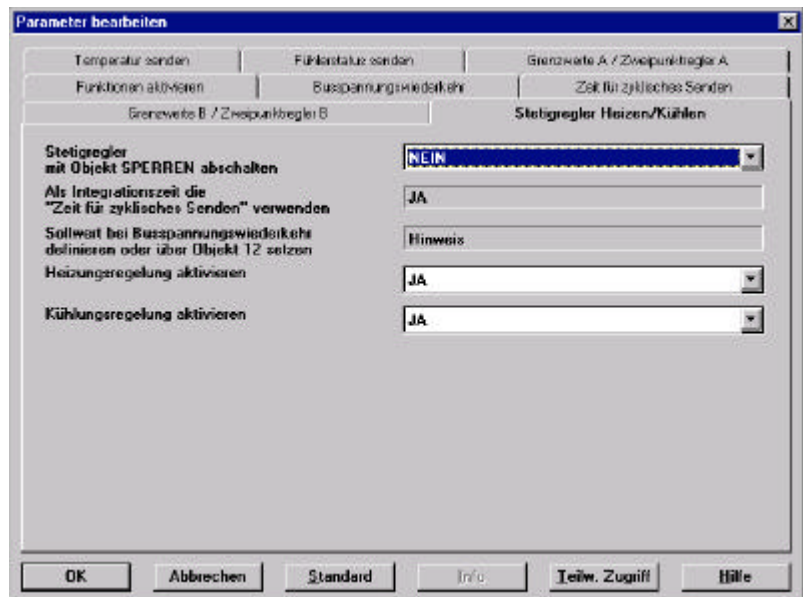 Parameter bearbeiten
Temperatur senden
Fühlerstatus senden
Grenzwerte A / Zweipunktregler A
Funktionen aktivieren
Busspannungswiederkehr
Zeit für zyklisches Senden
Grenzwerte B / Zweipunktregler B
Stetigregler Heizen/Kühlen
Stetigregler
mit Objekt SPERREN abschalten
NEIN
Als Integrationszeit die
"Zeit für zyklisches Senden" verwenden
JA
Sollwert bei Busspannungswiederkehr
definieren oder über Objekt 12 setzen
Hinweis
Heizungsregelung aktivieren
JA
Kühlungsregelung aktivieren
JA
OK
Abbrechen
Standard
Info
Teilw. Zugriff
Hilfe